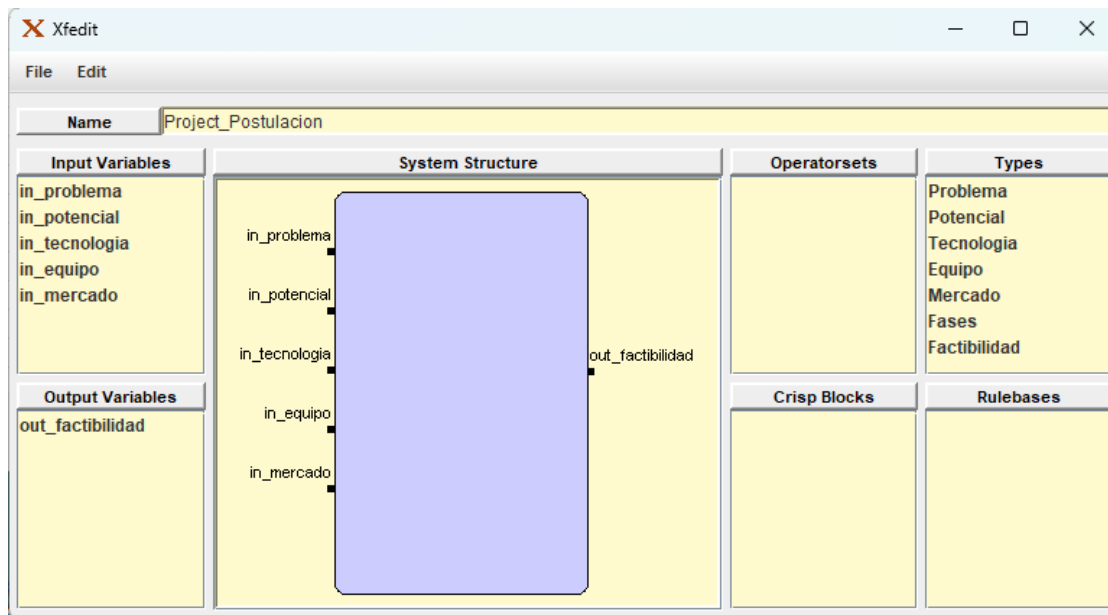 Xfedit
File Edit
Name Project_Postulacion
Input Variables
in_problema
in_potencial
in_tecnologia
in_equipo
in_mercado
Output Variables
out_factibilidad
System Structure
in_problema
in_potencial
in_tecnologia
in_equipo
in_mercado
out_factibilidad
Operatorsets
Crisp Blocks
Types
Problema
Potencial
Tecnologia
Equipo
Mercado
Fases
Factibilidad
Rulebases